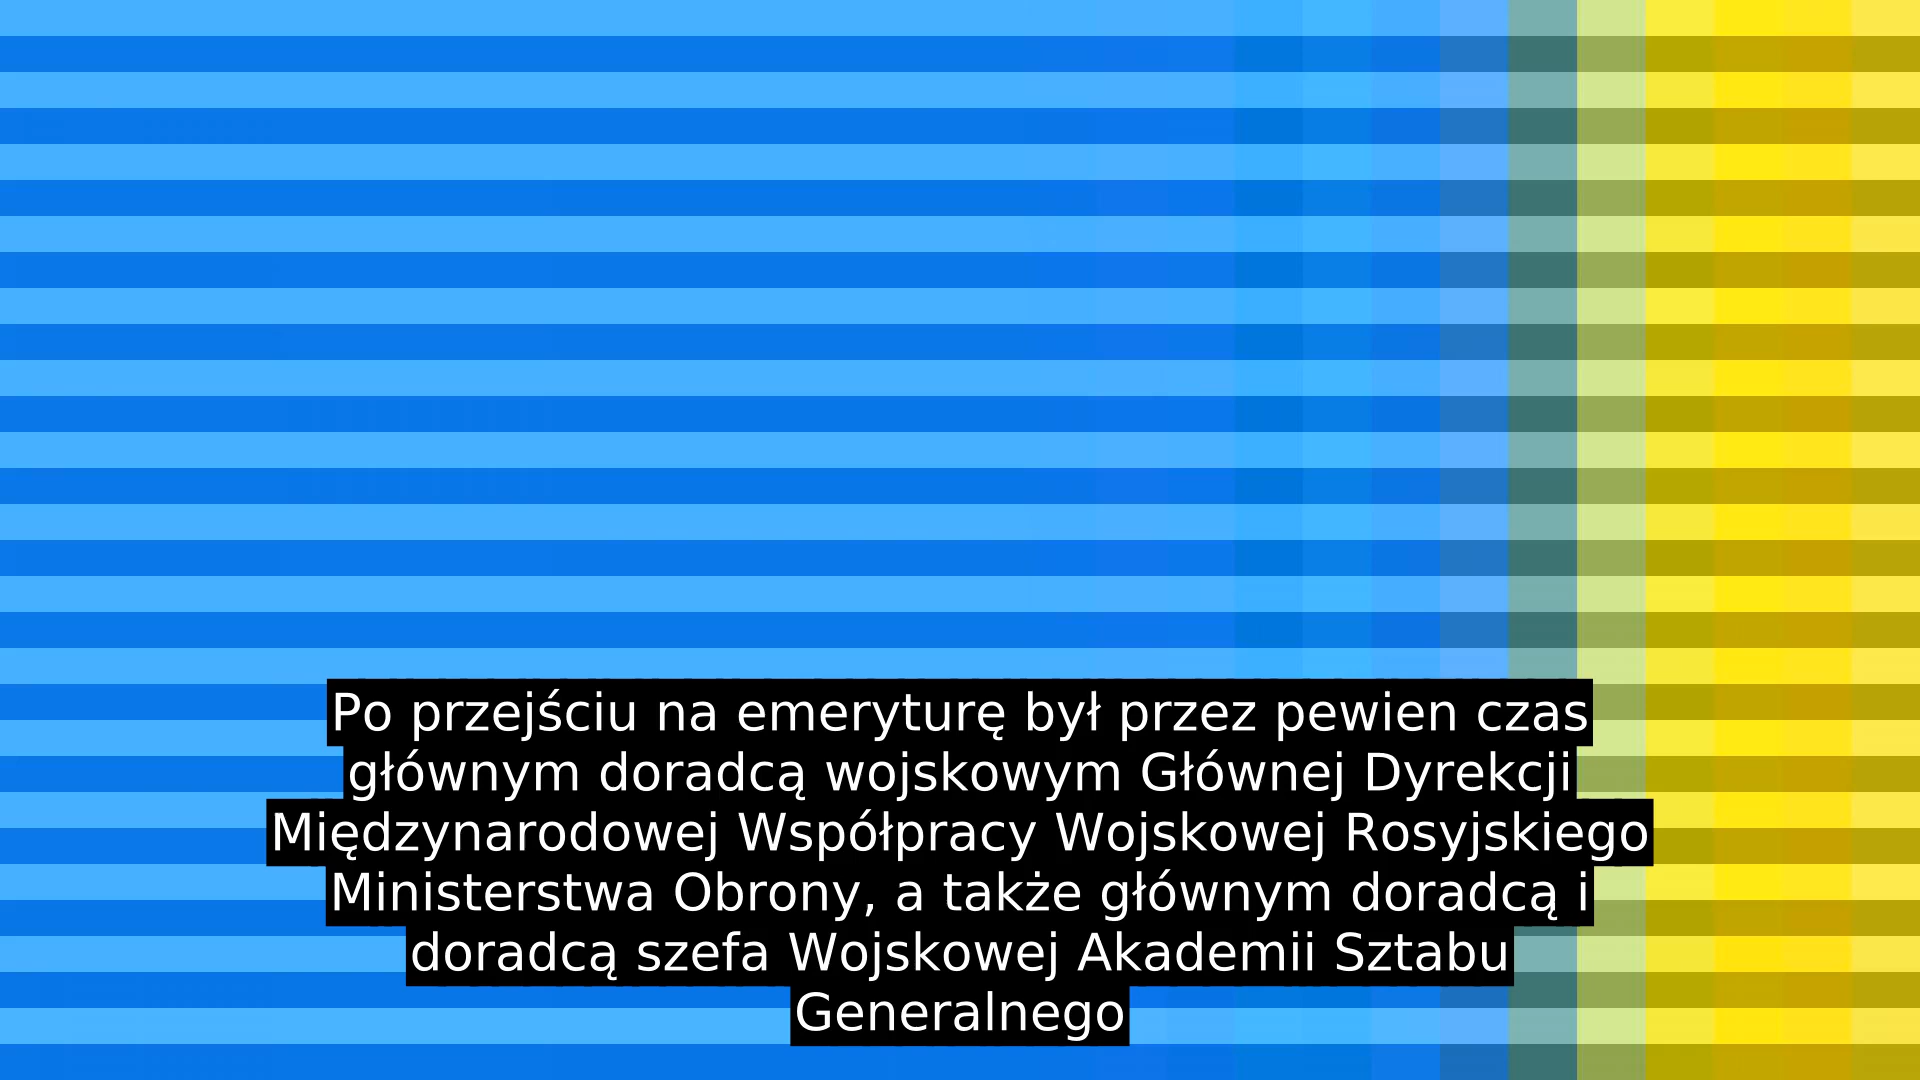 Po przejściu na emeryturę był przez pewien czas
głównym doradcą wojskowym Głównej Dyrekcji
Międzynarodowej Współpracy Wojskowej Rosyjskiego
Ministerstwa Obrony, a także głównym doradcą i
doradcą szefa Wojskowej Akademii Sztabu
Generalnego